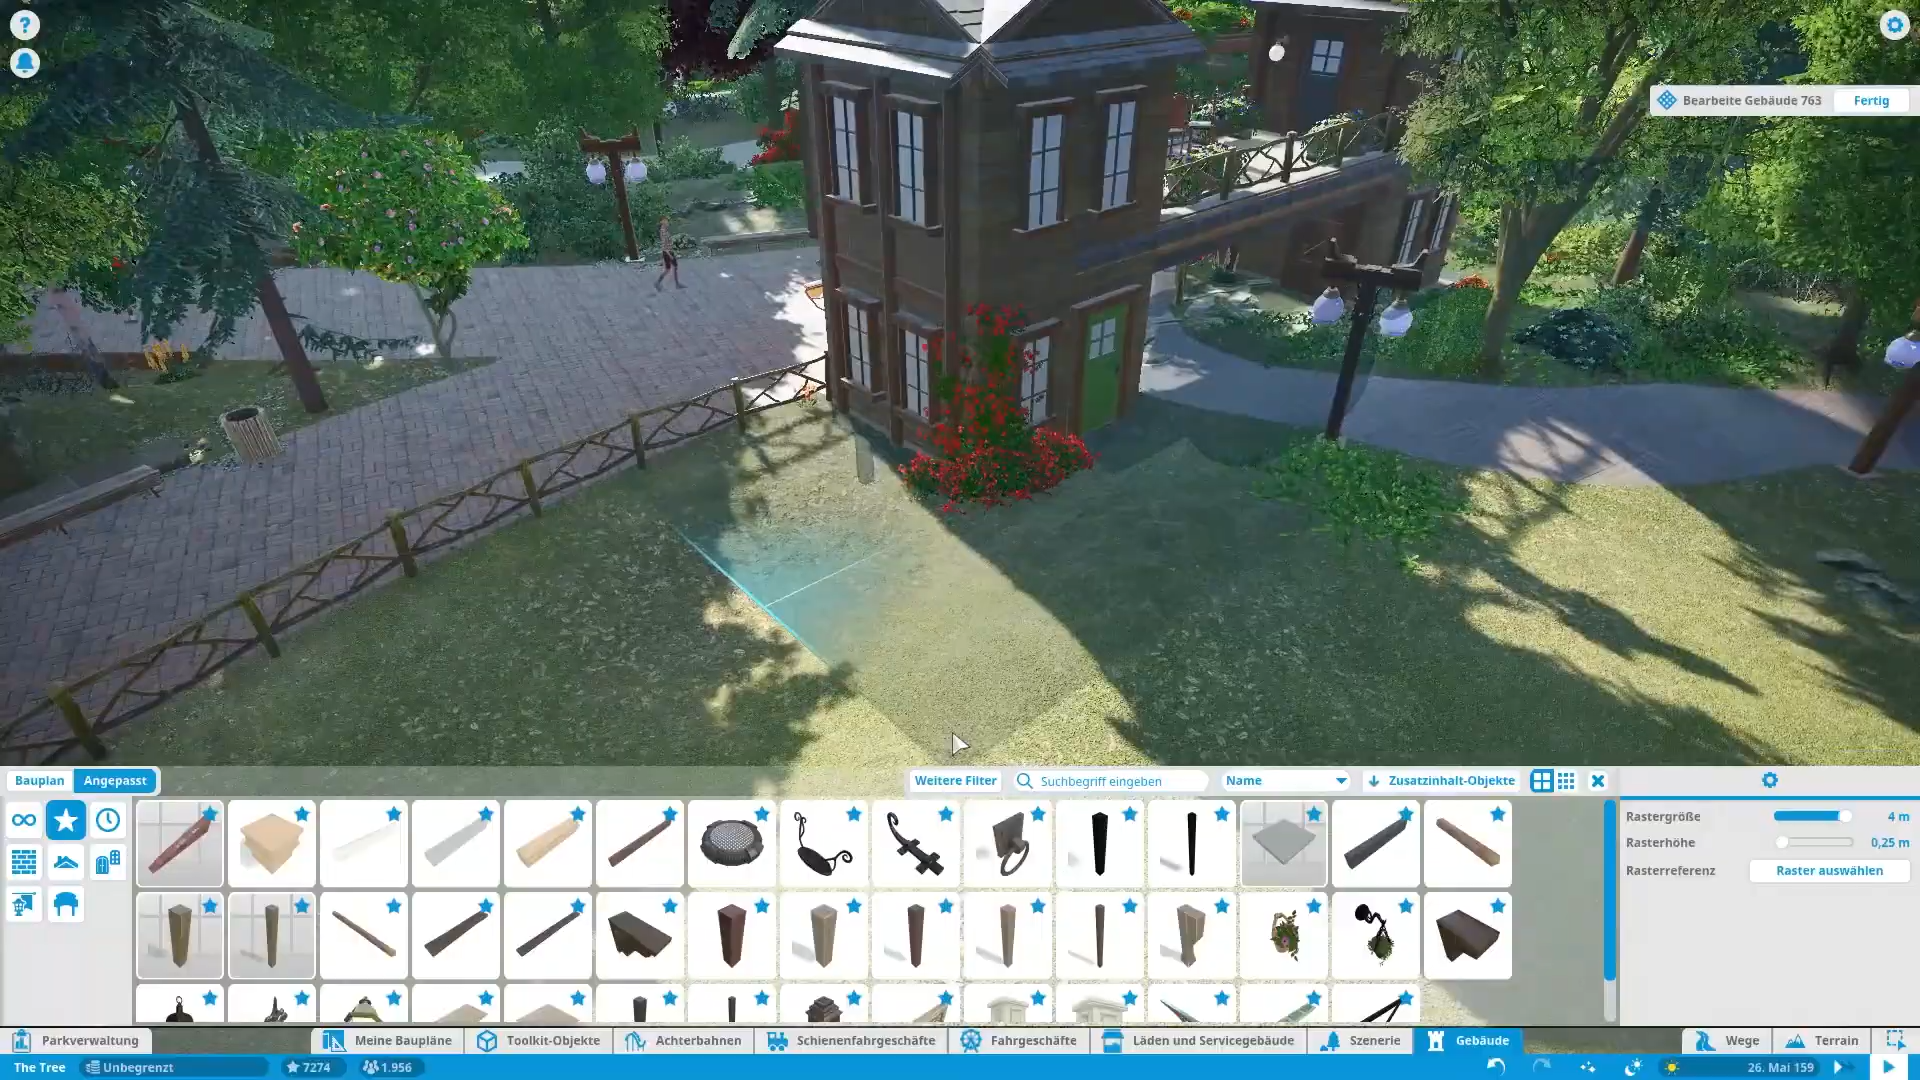 ?
Bearbeite Gebäude 763
Fertig
Bauplan
Angepasst
Weitere Filter
Suchbegriff eingeben
Name
Zusatzinhalt-Objekte
Rastergröße
4 m
Rasterhöhe
0,25 m
Rasterreferenz
Raster auswählen
Parkverwaltung
Meine Baupläne
Toolkit-Objekte
Achterbahnen
Schienenfahrgeschäfte
Fahrgeschäfte
Läden und Servicegebäude
Szenerie
Gebäude
Wege
Terrain
The Tree
Unbegrenzt
7274
1.956
26. Mai 159